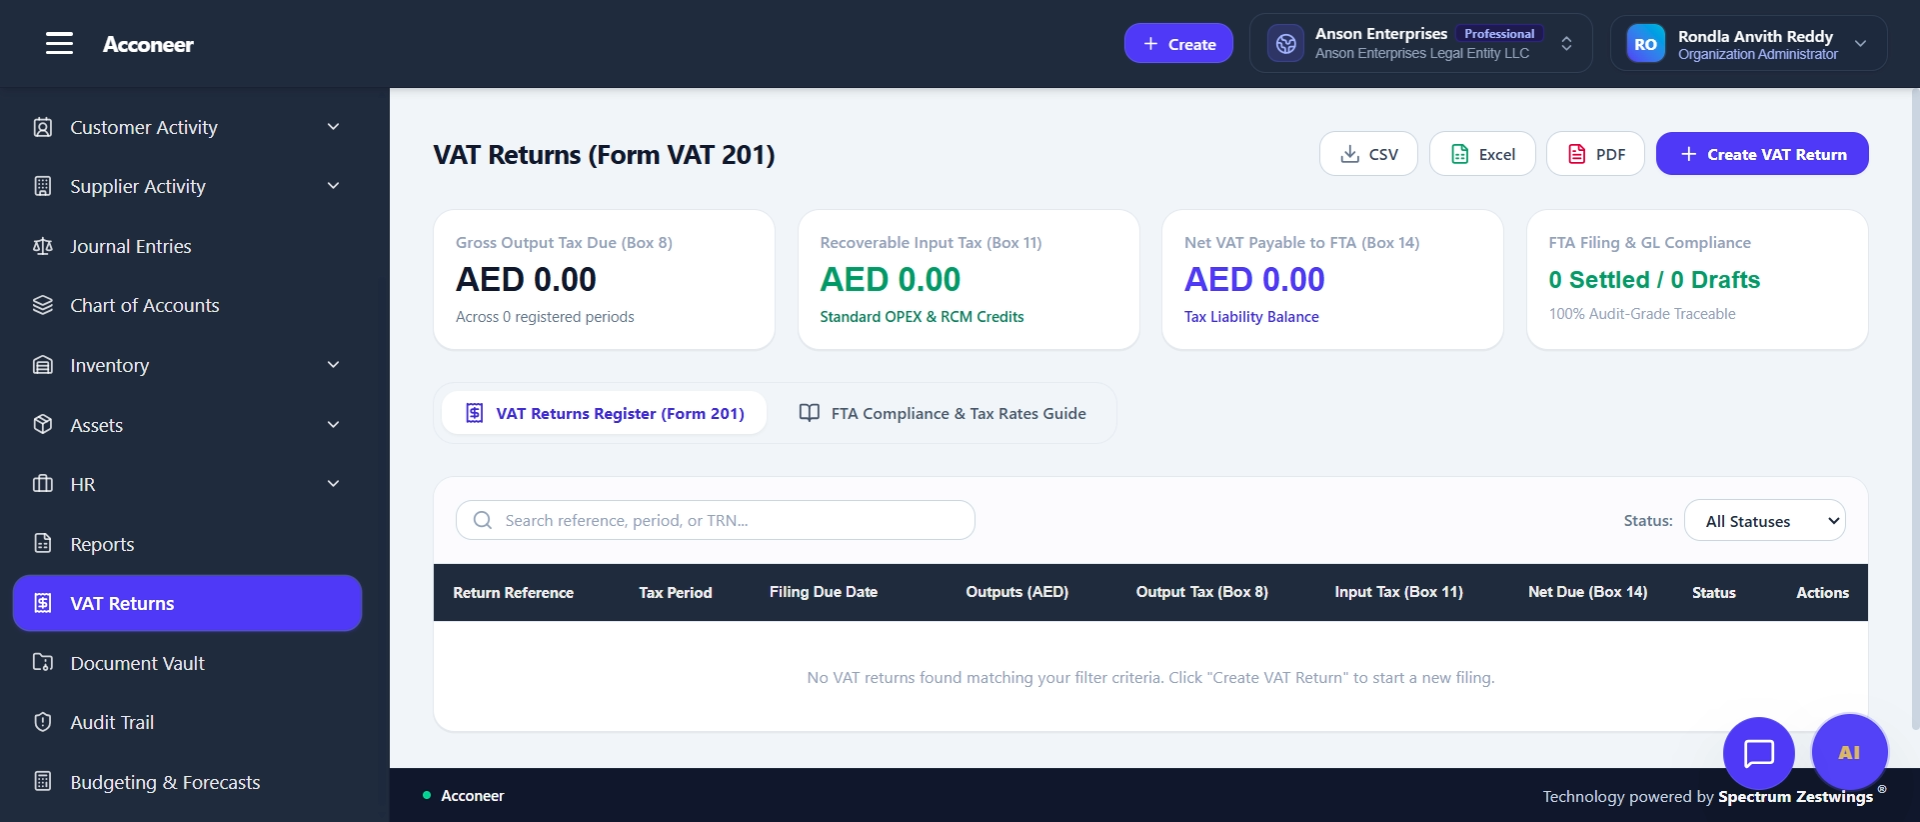 Acconeer
Create
Anson Enterprises Professional
Anson Enterprises Legal Entity LLC
RO
Rondla Anvith Reddy
Organization Administrator
Customer Activity
Supplier Activity
Journal Entries
Chart of Accounts
Inventory
Assets
HR
Reports
VAT Returns
Document Vault
Audit Trail
Budgeting & Forecasts
VAT Returns (Form VAT 201)
CSV
Excel
PDF
Create VAT Return
Gross Output Tax Due (Box 8)
AED 0.00
Across 0 registered periods
Recoverable Input Tax (Box 11)
AED 0.00
Standard OPEX & RCM Credits
Net VAT Payable to FTA (Box 14)
AED 0.00
Tax Liability Balance
FTA Filing & GL Compliance
0 Settled / 0 Drafts
100% Audit-Grade Traceable
VAT Returns Register (Form 201)
FTA Compliance & Tax Rates Guide
Search reference, period, or TRN...
Status: All Statuses
Return Reference Tax Period Filing Due Date Outputs (AED) Output Tax (Box 8) Input Tax (Box 11) Net Due (Box 14) Status Actions
No VAT returns found matching your filter criteria. Click "Create VAT Return" to start a new filing.
AI
Acconeer
Technology powered by Spectrum Zestwings ®